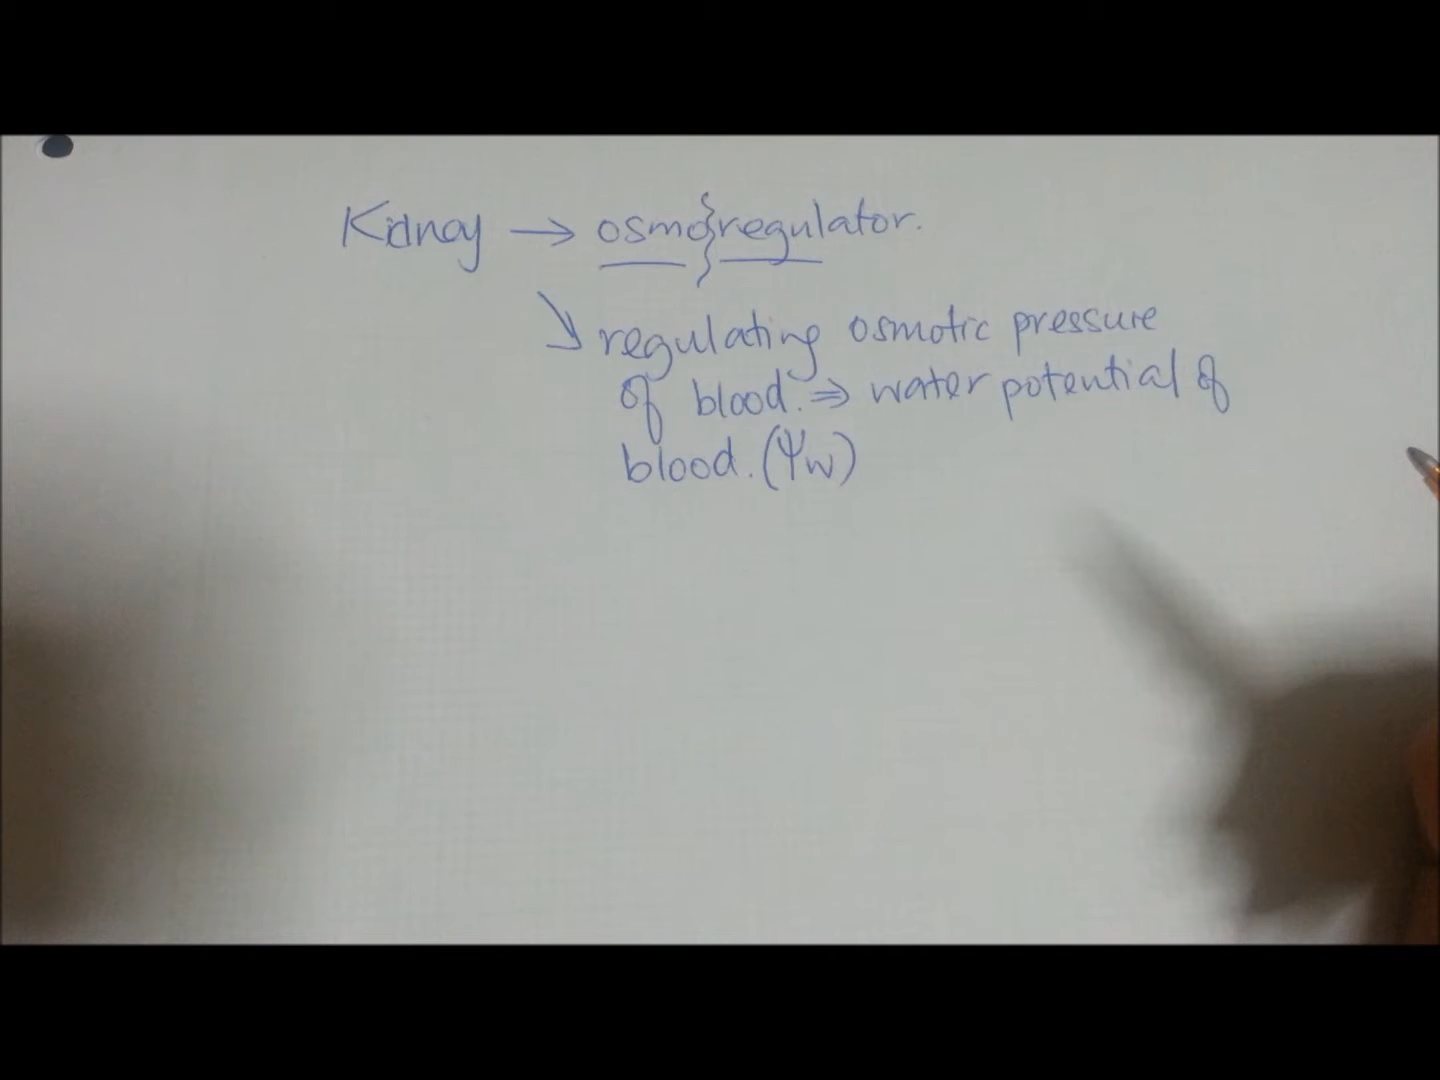 Kidney → osmo}regulator.
↘ regulating osmotic pressure
of blood. ⇒ water potential of
blood. (Ψw)